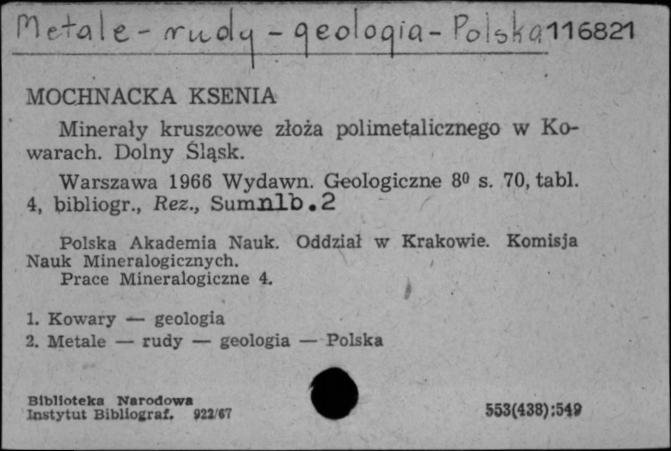 Metale - rudy - geologia - Polska 116821
MOCHNACKA KSENIA
Minerały kruszcowe złoża polimetalicznego w Ko-
warach. Dolny Śląsk.
Warszawa 1966 Wydawn. Geologiczne 8⁰ s. 70, tabl.
4, bibliogr., Rez., Sum nlb.2
Polska Akademia Nauk. Oddział w Krakowie. Komisja
Nauk Mineralogicznych.
Prace Mineralogiczne 4.
1. Kowary — geologia
2. Metale — rudy — geologia — Polska
Biblioteka Narodowa
Instytut Bibliograf. 922/67 553(438):549